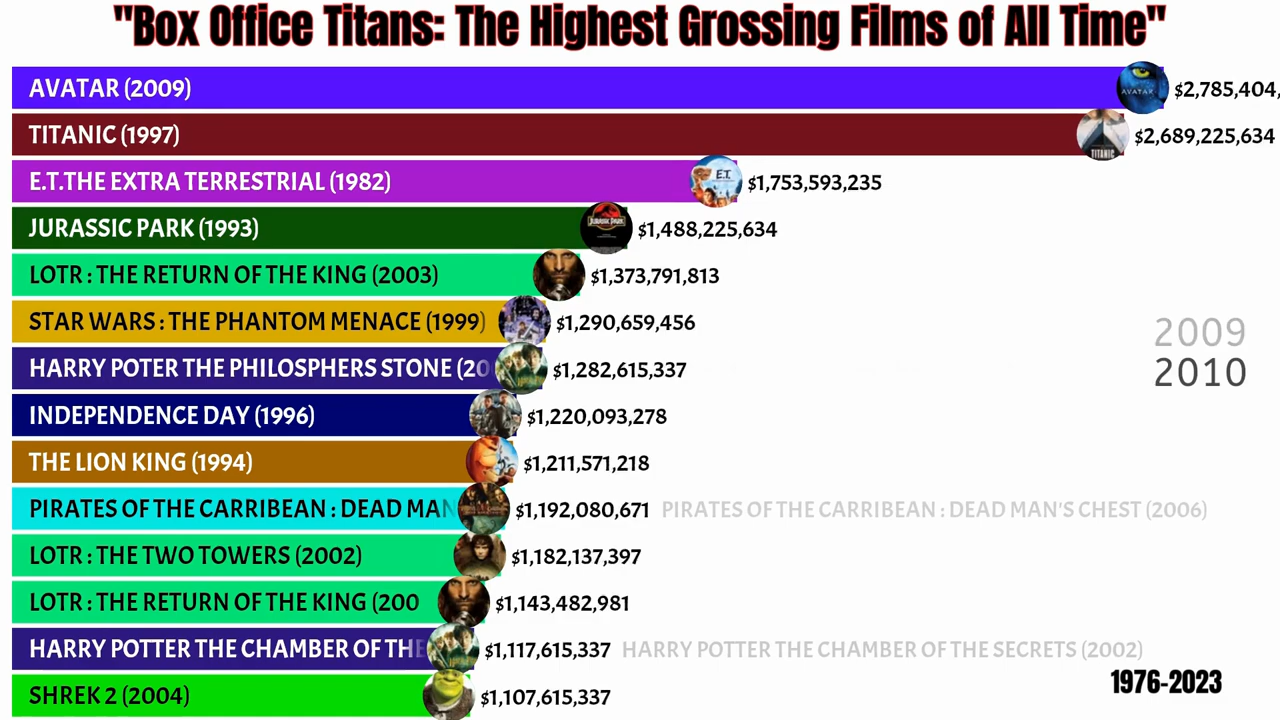 "Box Office Titans: The Highest Grossing Films of All Time"
AVATAR (2009) AVATAR $2,785,404,
TITANIC (1997) TITANIC $2,689,225,634
E.T.THE EXTRA TERRESTRIAL (1982) E.T. $1,753,593,235
JURASSIC PARK (1993) JURASSIC PARK $1,488,225,634
LOTR : THE RETURN OF THE KING (2003) $1,373,791,813
STAR WARS : THE PHANTOM MENACE (1999) $1,290,659,456
2009
HARRY POTER THE PHILOSPHERS STONE (20 $1,282,615,337
2010
INDEPENDENCE DAY (1996) $1,220,093,278
THE LION KING (1994) $1,211,571,218
PIRATES OF THE CARRIBEAN : DEAD MAN $1,192,080,671 PIRATES OF THE CARRIBEAN : DEAD MAN'S CHEST (2006)
LOTR : THE TWO TOWERS (2002) $1,182,137,397
LOTR : THE RETURN OF THE KING (200 $1,143,482,981
HARRY POTTER THE CHAMBER OF THE $1,117,615,337 HARRY POTTER THE CHAMBER OF THE SECRETS (2002)
SHREK 2 (2004) $1,107,615,337
1976-2023